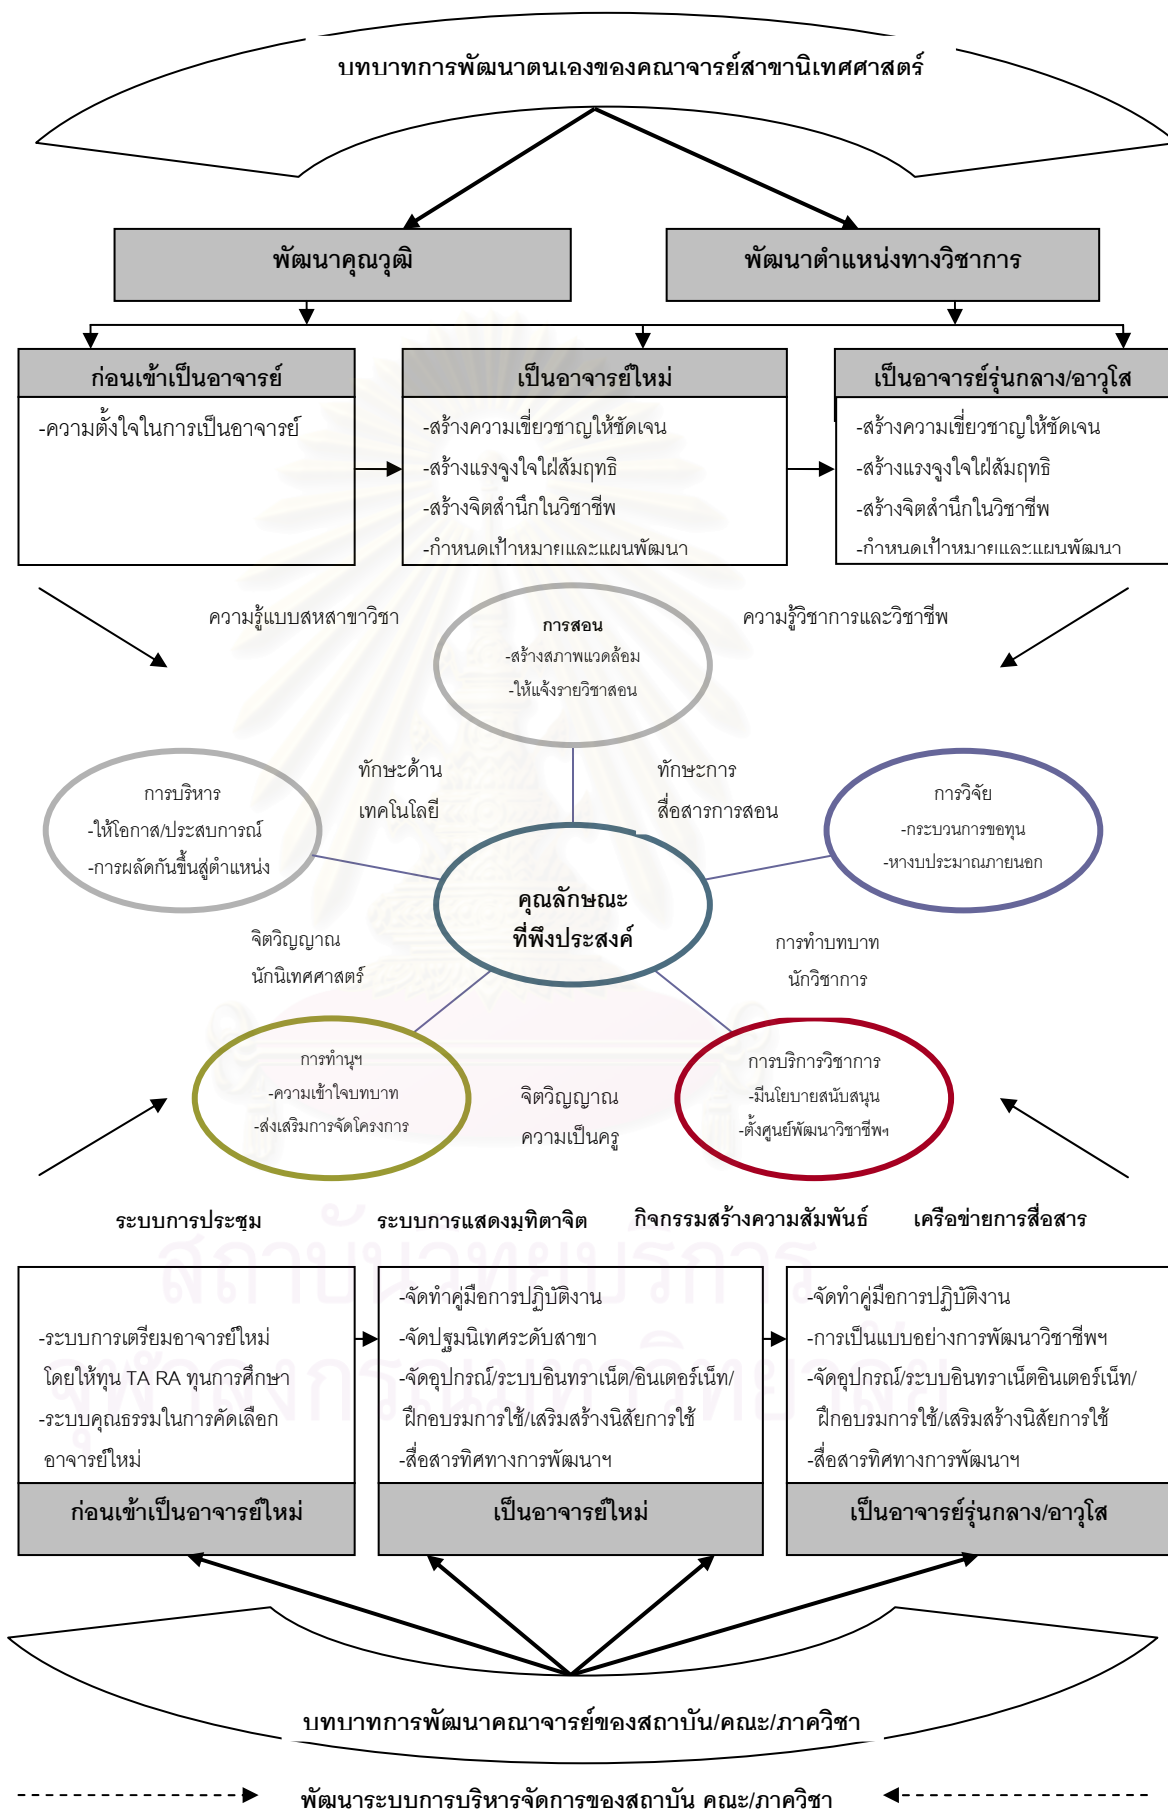 บทบาทการพัฒนาตนเองของคณาจารย์สาขานิเทศศาสตร์
พัฒนาคุณวุฒิ
พัฒนาตำแหน่งทางวิชาการ
ก่อนเข้าเป็นอาจารย์
-ความตั้งใจในการเป็นอาจารย์
เป็นอาจารย์ใหม่
-สร้างความเชี่ยวชาญให้ชัดเจน
-สร้างแรงจูงใจใฝ่สัมฤทธิ
-สร้างจิตสำนึกในวิชาชีพ
-กำหนดเป้าหมายและแผนพัฒนา
เป็นอาจารย์รุ่นกลาง/อาวุโส
-สร้างความเชี่ยวชาญให้ชัดเจน
-สร้างแรงจูงใจใฝ่สัมฤทธิ
-สร้างจิตสำนึกในวิชาชีพ
-กำหนดเป้าหมายและแผนพัฒนา
ความรู้แบบสหสาขาวิชา
ความรู้วิชาการและวิชาชีพ
การสอน
-สร้างสภาพแวดล้อม
-ให้แจ้งรายวิชาสอน
ทักษะด้าน
เทคโนโลยี
ทักษะการ
สื่อสารการสอน
การบริหาร
-ให้โอกาส/ประสบการณ์
-การผลัดกันขึ้นสู่ตำแหน่ง
การวิจัย
-กระบวนการขอทุน
-หางบประมาณภายนอก
คุณลักษณะ
ที่พึงประสงค์
จิตวิญญาณ
นักนิเทศศาสตร์
การทำบทบาท
นักวิชาการ
การทำนุฯ
-ความเข้าใจบทบาท
-ส่งเสริมการจัดโครงการ
จิตวิญญาณ
ความเป็นครู
การบริการวิชาการ
-มีนโยบายสนับสนุน
-ตั้งศูนย์พัฒนาวิชาชีพฯ
ระบบการประชุม
ระบบการแสดงมุทิตาจิต
กิจกรรมสร้างความสัมพันธ์
เครือข่ายการสื่อสาร
สถาบันวิทยบริการ
จุฬาลงกรณ์มหาวิทยาลัย
-ระบบการเตรียมอาจารย์ใหม่
โดยให้ทุน TA RA ทุนการศึกษา
-ระบบคุณธรรมในการคัดเลือก
อาจารย์ใหม่
ก่อนเข้าเป็นอาจารย์ใหม่
-จัดทำคู่มือการปฏิบัติงาน
-จัดปฐมนิเทศระดับสาขา
-จัดอุปกรณ์/ระบบอินทราเน็ต/อินเตอร์เน็ท/
ฝึกอบรมการใช้/เสริมสร้างนิสัยการใช้
-สื่อสารทิศทางการพัฒนาฯ
เป็นอาจารย์ใหม่
-จัดทำคู่มือการปฏิบัติงาน
-การเป็นแบบอย่างการพัฒนาวิชาชีพฯ
-จัดอุปกรณ์/ระบบอินทราเน็ตอินเตอร์เน็ท/
ฝึกอบรมการใช้/เสริมสร้างนิสัยการใช้
-สื่อสารทิศทางการพัฒนาฯ
เป็นอาจารย์รุ่นกลาง/อาวุโส
บทบาทการพัฒนาคณาจารย์ของสถาบัน/คณะ/ภาควิชา
พัฒนาระบบการบริหารจัดการของสถาบัน คณะ/ภาควิชา